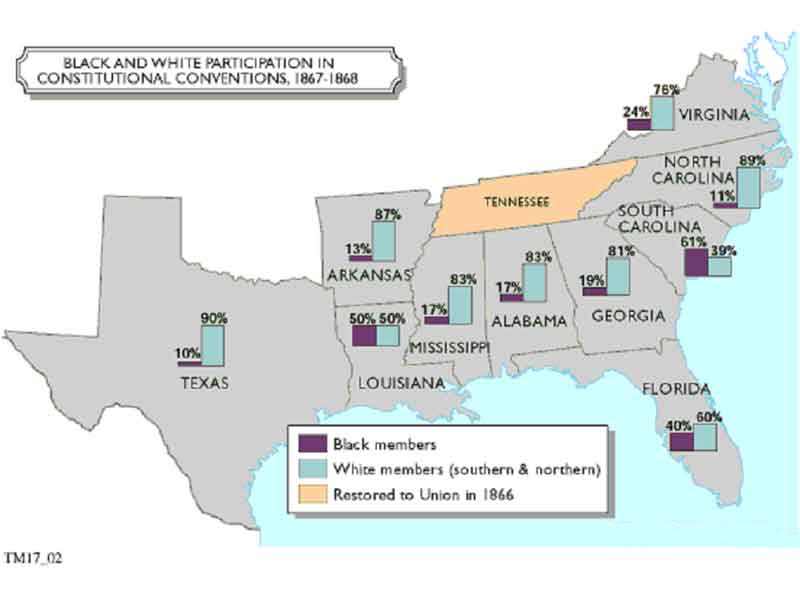 BLACK AND WHITE PARTICIPATION IN
CONSTITUTIONAL CONVENTIONS, 1867-1868
76%
24%
VIRGINIA
NORTH
CAROLINA
89%
11%
SOUTH
CAROLINA
61% 39%
TENNESSEE
87%
13%
ARKANSAS
83%
17%
MISSISSIPPI
83%
17%
ALABAMA
81%
19%
GEORGIA
90%
10%
TEXAS
50% 50%
LOUISIANA
FLORIDA
60%
40%
Black members
White members (southern & northern)
Restored to Union in 1866
TM17_02